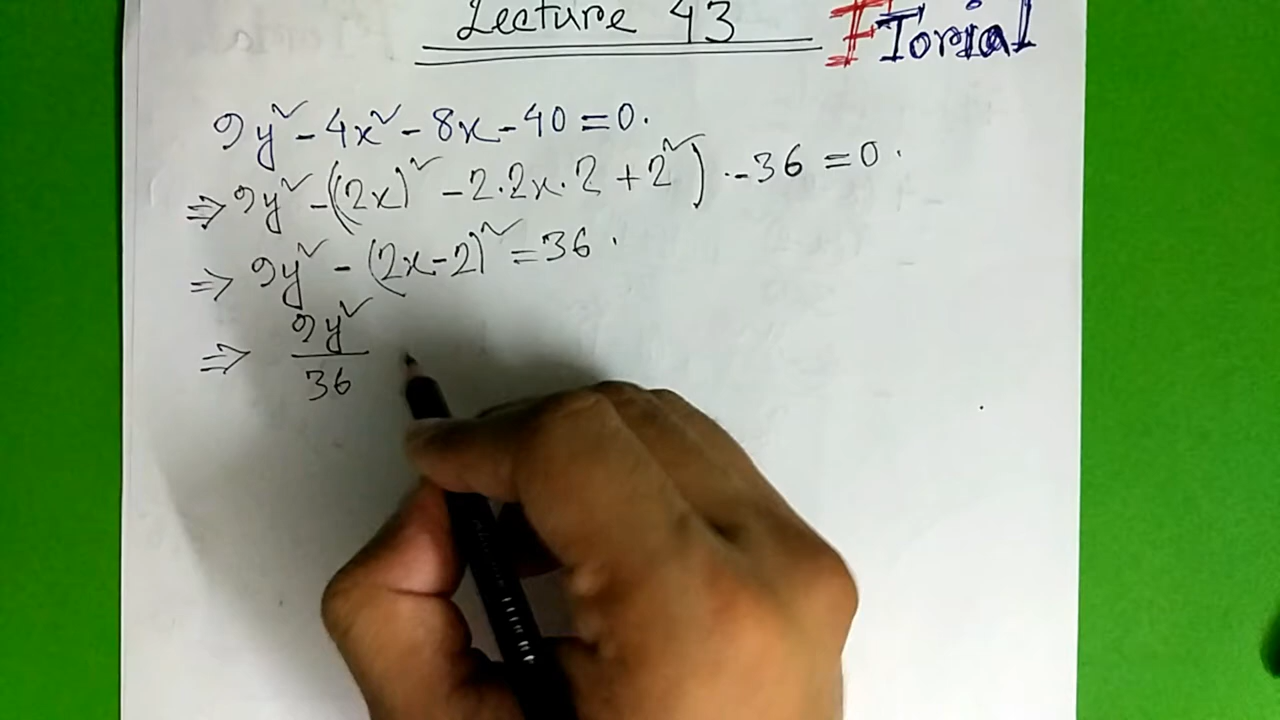 Lecture 43
FTorial
9y² - 4x² - 8x - 40 = 0.
⇒ 9y² - ((2x)² - 2.2x.2 + 2²) - 36 = 0.
⇒ 9y² - (2x-2)² = 36.
⇒ 9y²/36